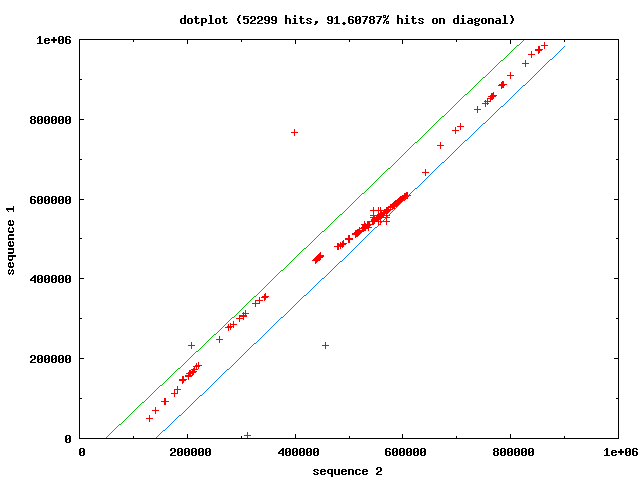 dotplot (52299 hits, 91.60787% hits on diagonal)
1e+06
800000
600000
400000
200000
0
sequence 1
0 200000 400000 600000 800000 1e+06
sequence 2